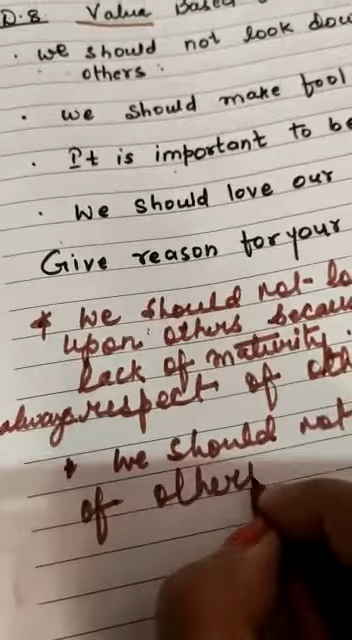 Q.8 Value Based
• we should not look down
others :
• we should make fool
• It is important to be
• We should love our
Give reason for your
* We should not lo
upon others becau
lack of maturity.
always respect of oth
* We should not
of others